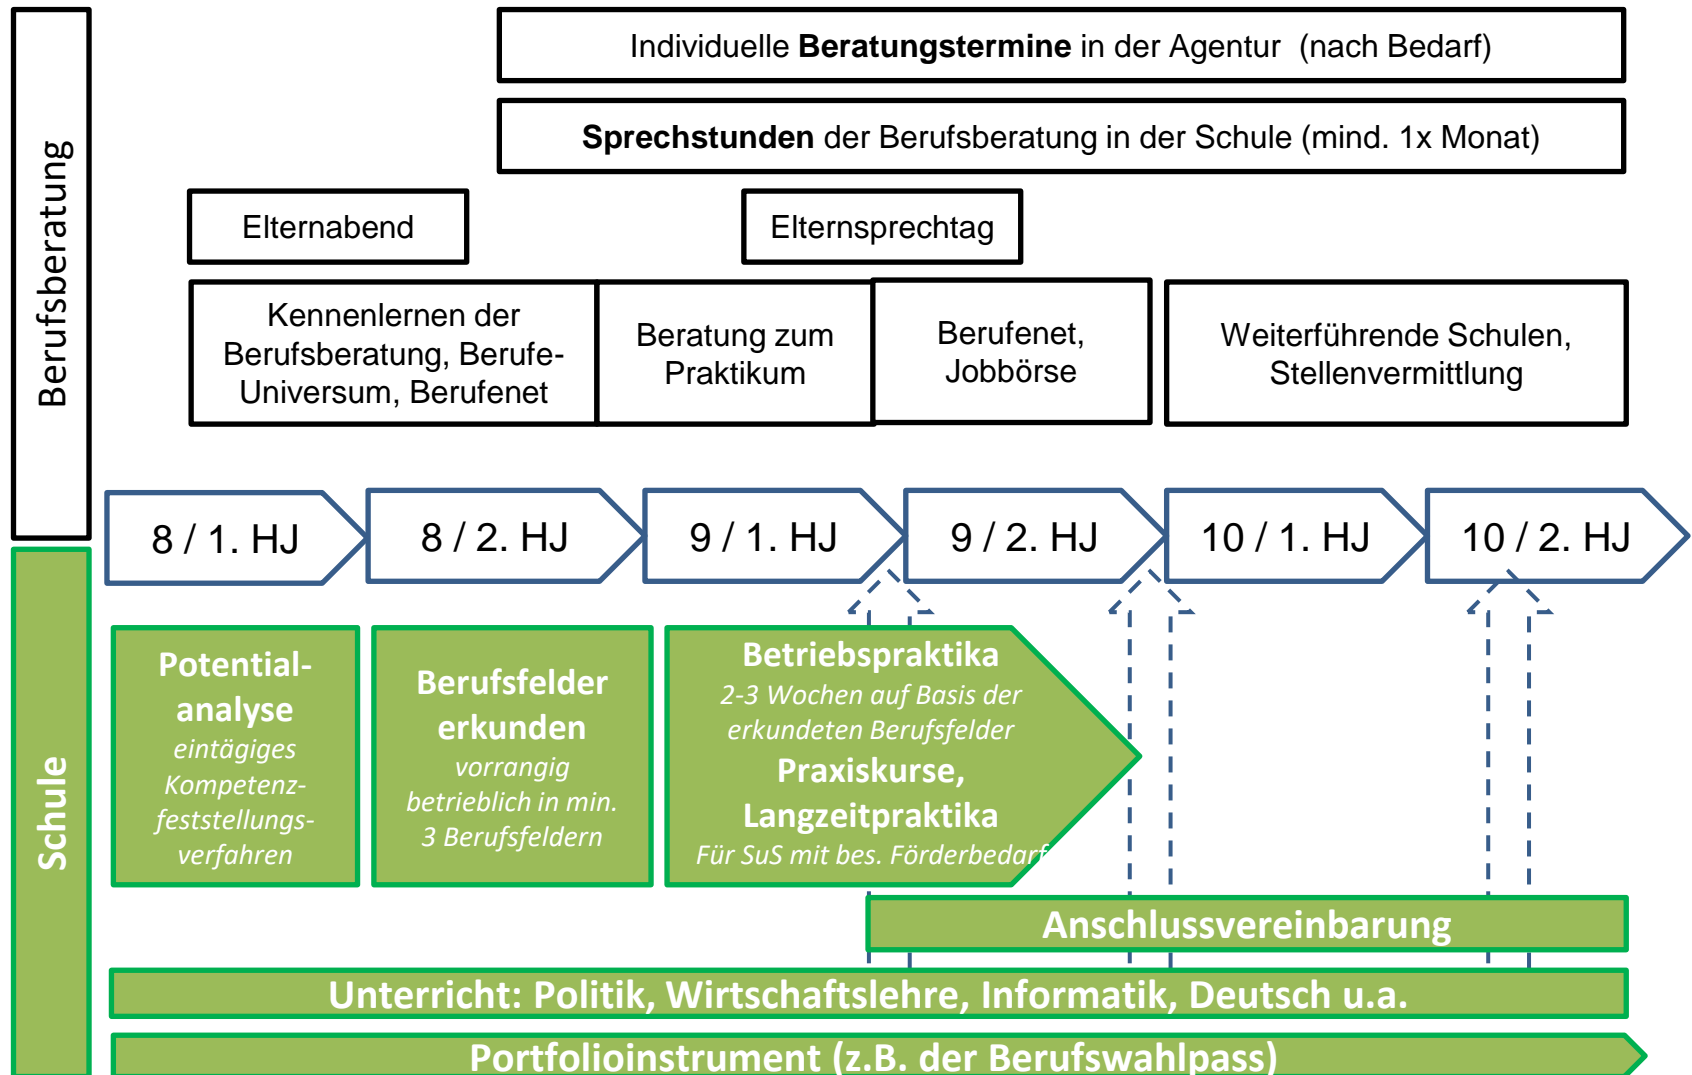 Berufsberatung
Individuelle Beratungstermine in der Agentur  (nach Bedarf)
Sprechstunden der Berufsberatung in der Schule (mind. 1x Monat)
Elternabend
Elternsprechtag
Kennenlernen der
Berufsberatung, Berufe-
Universum, Berufenet
Beratung zum
Praktikum
Berufenet,
Jobbörse
Weiterführende Schulen,
Stellenvermittlung
8 / 1. HJ
8 / 2. HJ
9 / 1. HJ
9 / 2. HJ
10 / 1. HJ
10 / 2. HJ
Schule
Potential-
analyse
eintägiges
Kompetenz-
feststellungs-
verfahren
Berufsfelder
erkunden
vorrangig
betrieblich in min.
3 Berufsfeldern
Betriebspraktika
2-3 Wochen auf Basis der
erkundeten Berufsfelder
Praxiskurse,
Langzeitpraktika
Für SuS mit bes. Förderbedarf
Anschlussvereinbarung
Unterricht: Politik, Wirtschaftslehre, Informatik, Deutsch u.a.
Portfolioinstrument (z.B. der Berufswahlpass)